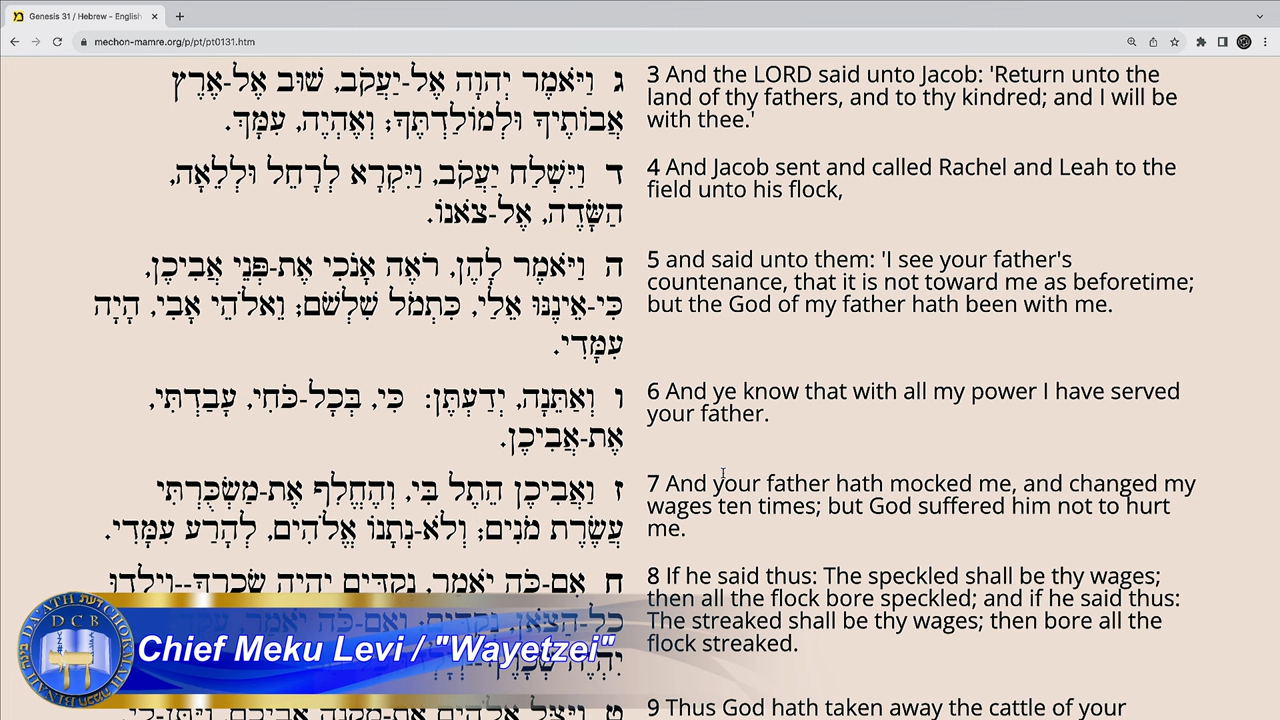 Genesis 31 / Hebrew - English
mechon-mamre.org/p/pt/pt0131.htm
ג וַיֹּאמֶר יְהוָה אֶל-יַעֲקֹב, שׁוּב אֶל-אֶרֶץ
אֲבוֹתֶיךָ וּלְמוֹלַדְתֶּךָ; וְאֶהְיֶה, עִמָּךְ.
3 And the LORD said unto Jacob: 'Return unto the
land of thy fathers, and to thy kindred; and I will be
with thee.'
ד וַיִּשְׁלַח יַעֲקֹב, וַיִּקְרָא לְרָחֵל וּלְלֵאָה,
הַשָּׂדֶה, אֶל-צֹאנוֹ.
4 And Jacob sent and called Rachel and Leah to the
field unto his flock,
ה וַיֹּאמֶר לָהֶן, רֹאֶה אָנֹכִי אֶת-פְּנֵי אֲבִיכֶן,
כִּי-אֵינֶנּוּ אֵלַי, כִּתְמֹל שִׁלְשֹׁם; וֵאלֹהֵי אָבִי, הָיָה
עִמָּדִי.
5 and said unto them: 'I see your father's
countenance, that it is not toward me as beforetime;
but the God of my father hath been with me.
ו וְאַתֵּנָה, יְדַעְתֶּן: כִּי, בְּכָל-כֹּחִי, עָבַדְתִּי,
אֶת-אֲבִיכֶן.
6 And ye know that with all my power I have served
your father.
ז וַאֲבִיכֶן הֵתֶל בִּי, וְהֶחֱלִף אֶת-מַשְׂכֻּרְתִּי
עֲשֶׂרֶת מֹנִים; וְלֹא-נְתָנוֹ אֱלֹהִים, לְהָרַע עִמָּדִי.
7 And your father hath mocked me, and changed my
wages ten times; but God suffered him not to hurt
me.
ח אִם-כֹּה יֹאמַר, נְקֻדִּים יִהְיֶה שְׂכָרֶךָ--וְיָלְדוּ
כָל-הַצֹּאן, נְקֻדִּים; וְאִם-כֹּה יֹאמַר, עֲקֻדִּים
8 If he said thus: The speckled shall be thy wages;
then all the flock bore speckled; and if he said thus:
The streaked shall be thy wages; then bore all the
flock streaked.
9 Thus God hath taken away the cattle of your
DCB
Chief Meku Levi / "Wayetzei"